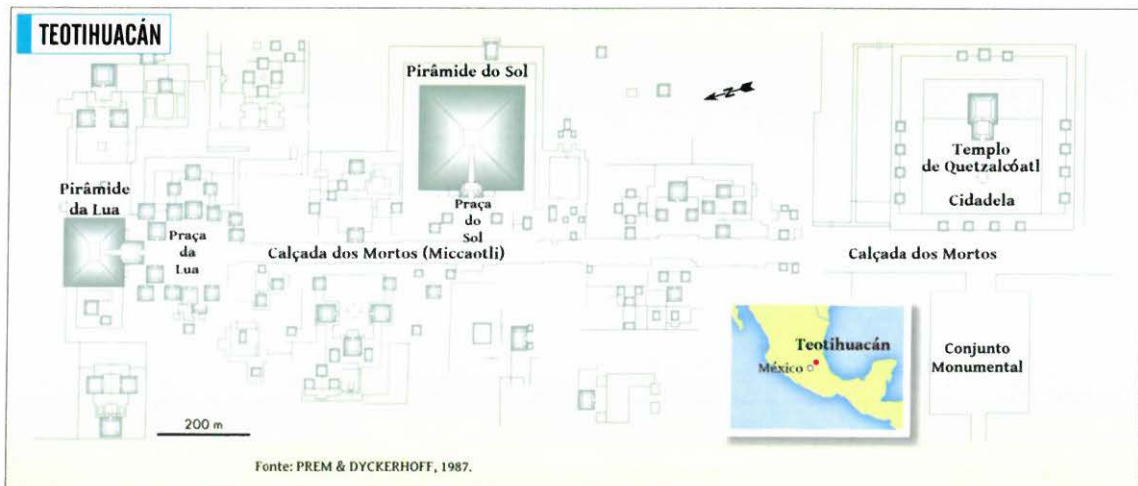 TEOTIHUACÁN
Pirâmide do Sol
N
Pirâmide
da Lua
Praça
da
Lua
Praça
do
Sol
Calçada dos Mortos (Miccaotli)
Templo
de Quetzalcóatl
Cidadela
Calçada dos Mortos
Teotihuacán
México
Conjunto
Monumental
200 m
Fonte: PREM & DYCKERHOFF, 1987.